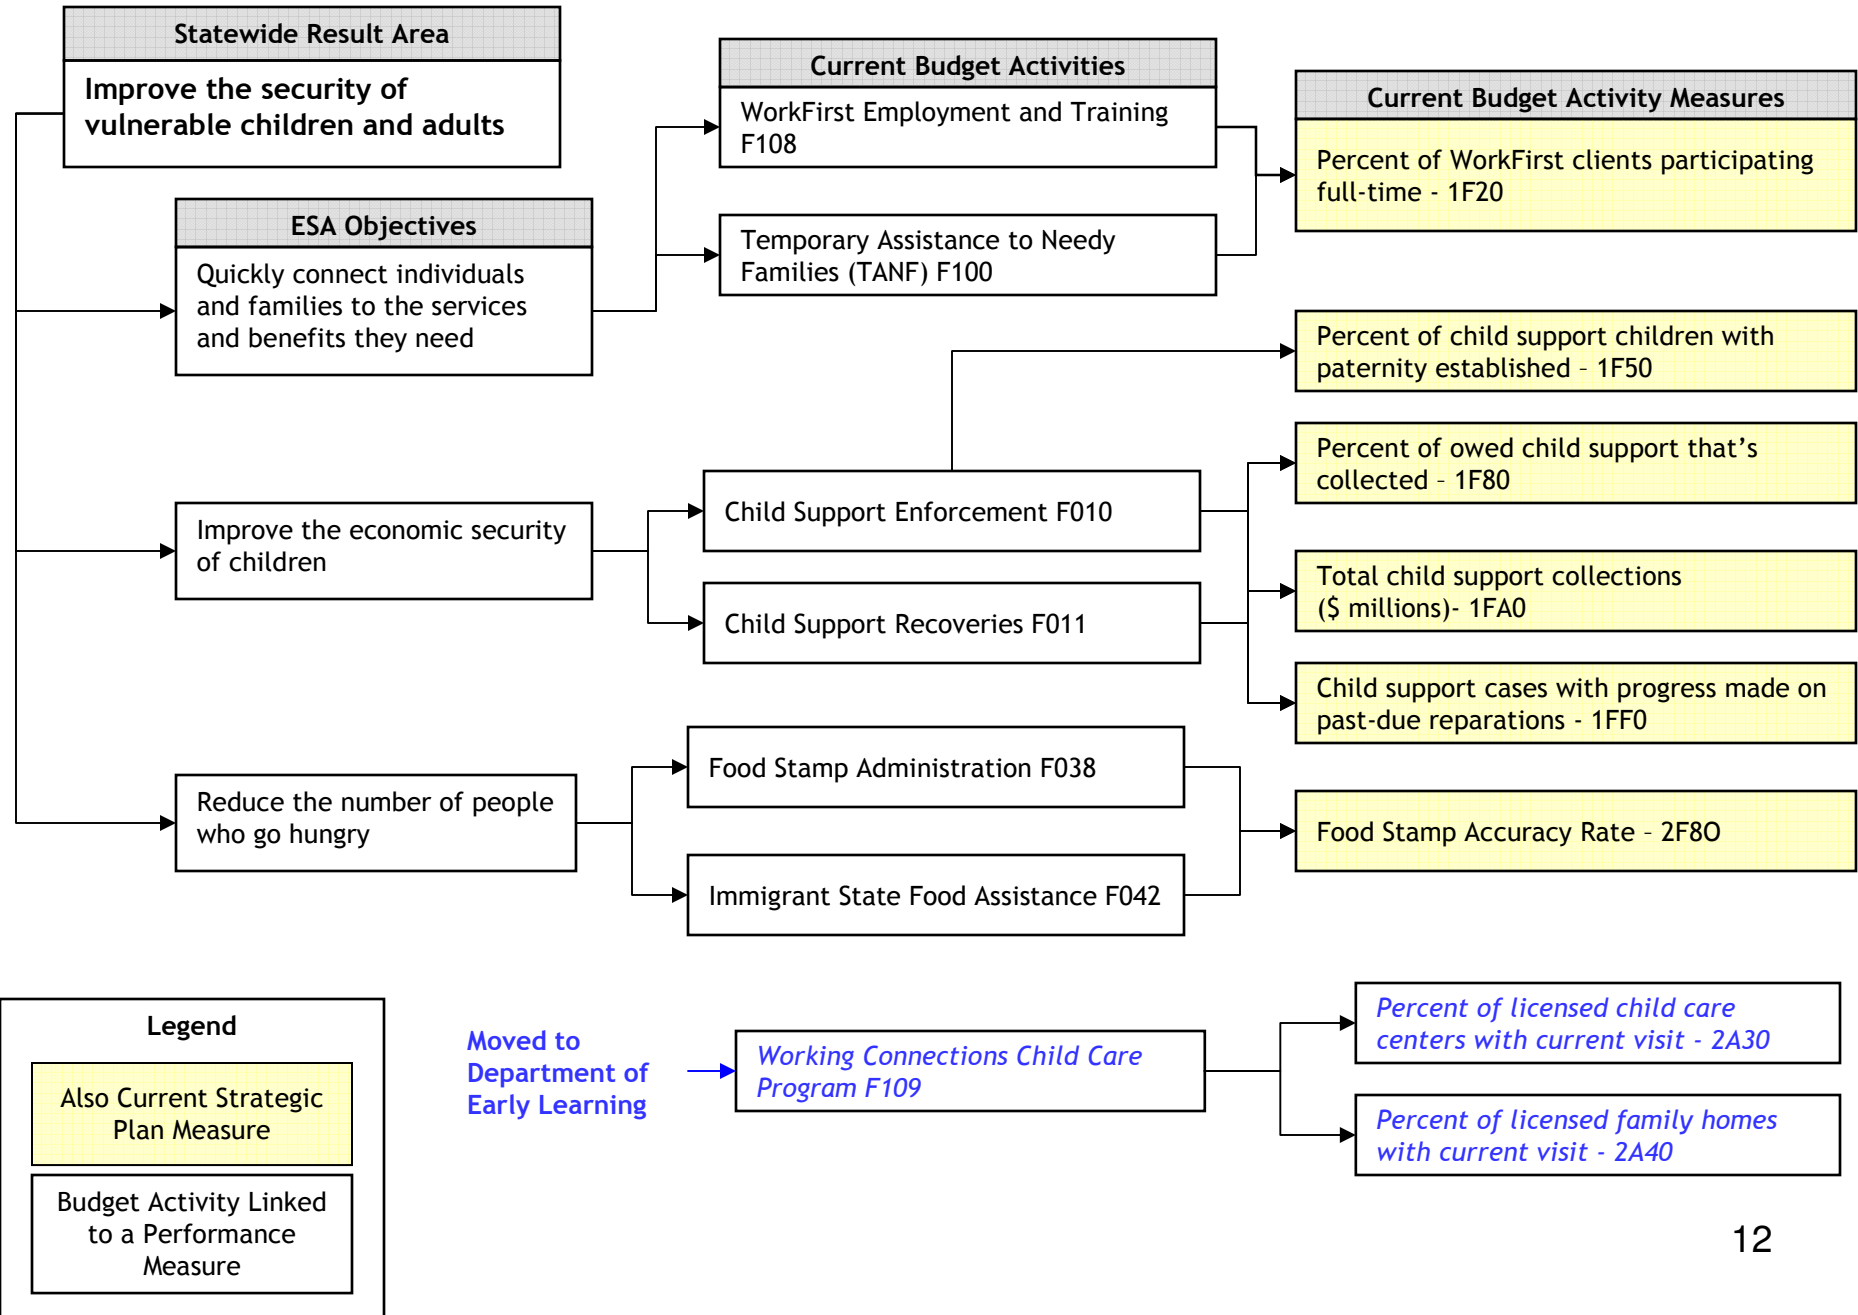 Statewide Result Area
Improve the security of
vulnerable children and adults
ESA Objectives
Quickly connect individuals
and families to the services
and benefits they need
Improve the economic security
of children
Reduce the number of people
who go hungry
Current Budget Activities
WorkFirst Employment and Training
F108
Temporary Assistance to Needy
Families (TANF) F100
Child Support Enforcement F010
Child Support Recoveries F011
Food Stamp Administration F038
Immigrant State Food Assistance F042
Current Budget Activity Measures
Percent of WorkFirst clients participating
full-time - 1F20
Percent of child support children with
paternity established – 1F50
Percent of owed child support that’s
collected – 1F80
Total child support collections
($ millions)- 1FA0
Child support cases with progress made on
past-due reparations - 1FF0
Food Stamp Accuracy Rate – 2F8O
Legend
Also Current Strategic
Plan Measure
Budget Activity Linked
to a Performance
Measure
Moved to
Department of
Early Learning
Working Connections Child Care
Program F109
Percent of licensed child care
centers with current visit - 2A30
Percent of licensed family homes
with current visit - 2A40
12